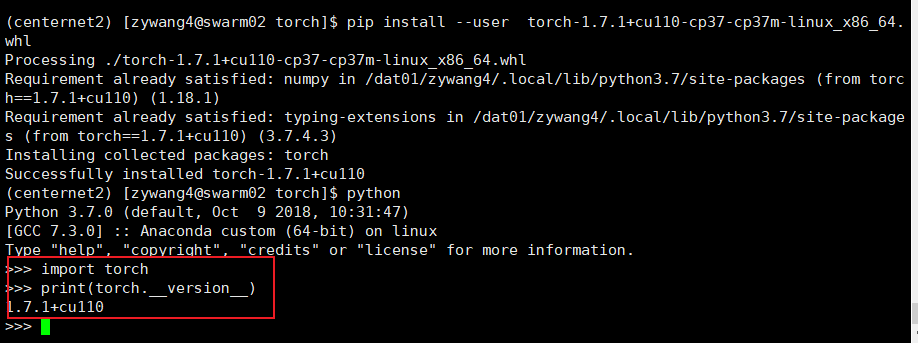 (centernet2) [zywang4@swarm02 torch]$ pip install --user  torch-1.7.1+cu110-cp37-cp37m-linux_x86_64.
whl
Processing ./torch-1.7.1+cu110-cp37-cp37m-linux_x86_64.whl
Requirement already satisfied: numpy in /dat01/zywang4/.local/lib/python3.7/site-packages (from torc
h==1.7.1+cu110) (1.18.1)
Requirement already satisfied: typing-extensions in /dat01/zywang4/.local/lib/python3.7/site-package
s (from torch==1.7.1+cu110) (3.7.4.3)
Installing collected packages: torch
Successfully installed torch-1.7.1+cu110
(centernet2) [zywang4@swarm02 torch]$ python
Python 3.7.0 (default, Oct  9 2018, 10:31:47)
[GCC 7.3.0] :: Anaconda custom (64-bit) on linux
Type "help", "copyright", "credits" or "license" for more information.
>>> import torch
>>> print(torch.__version__)
1.7.1+cu110
>>>